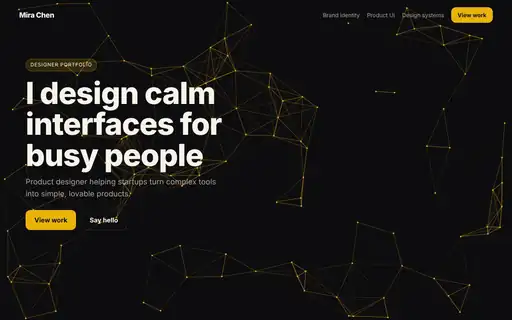 Mira Chen
Brand identity
Product UI
Design systems
View work
DESIGNER PORTFOLIO
I design calm
interfaces for
busy people
Product designer helping startups turn complex tools
into simple, lovable products.
View work
Say hello